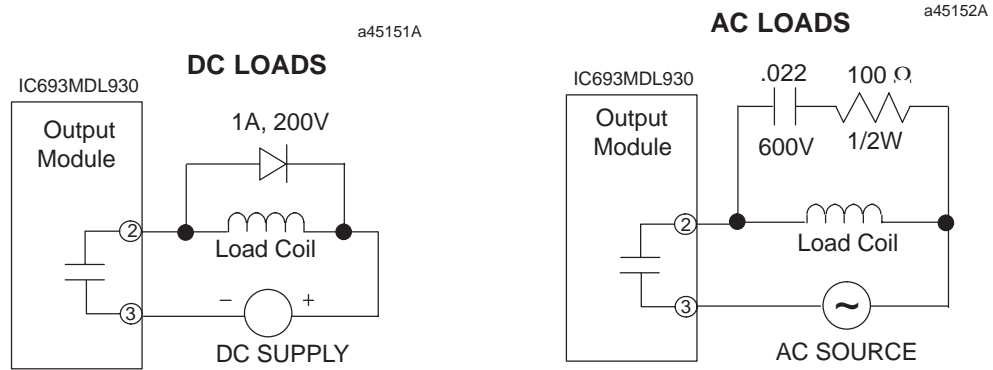 a45151A
DC LOADS
IC693MDL930
Output
Module
1A, 200V
2
Load Coil
3
− +
DC SUPPLY
a45152A
AC LOADS
IC693MDL930
Output
Module
.022
100 Ω
600V
1/2W
2
Load Coil
3
~
AC SOURCE